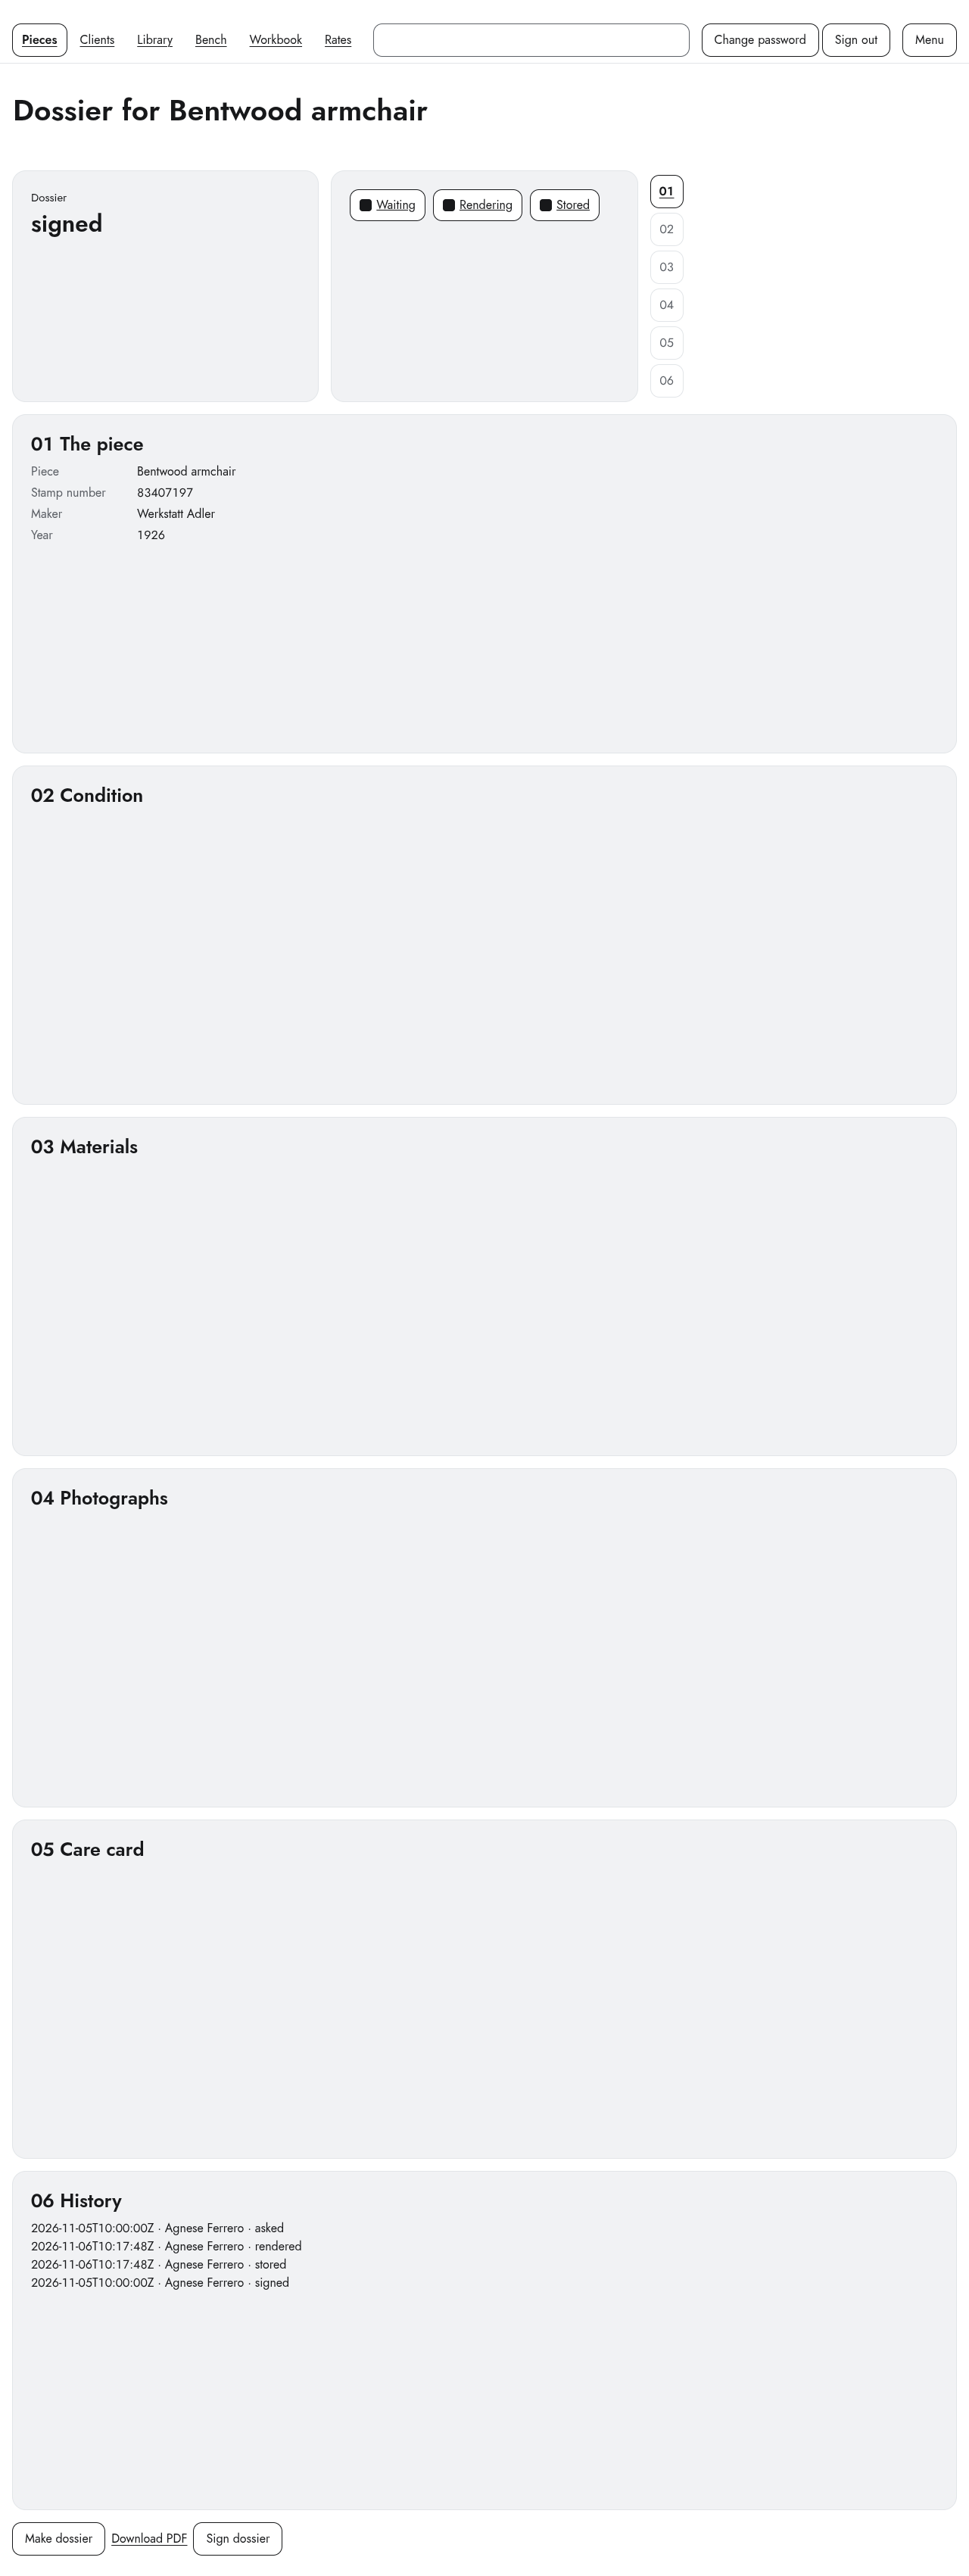 Pieces Clients Library Bench Workbook Rates Change password Sign out Menu
Dossier for Bentwood armchair
Dossier
signed
Waiting Rendering Stored
01
02
03
04
05
06
01 The piece
Piece Bentwood armchair
Stamp number 83407197
Maker Werkstatt Adler
Year 1926
02 Condition
03 Materials
04 Photographs
05 Care card
06 History
2026-11-05T10:00:00Z · Agnese Ferrero · asked
2026-11-06T10:17:48Z · Agnese Ferrero · rendered
2026-11-06T10:17:48Z · Agnese Ferrero · stored
2026-11-05T10:00:00Z · Agnese Ferrero · signed
Make dossier Download PDF Sign dossier